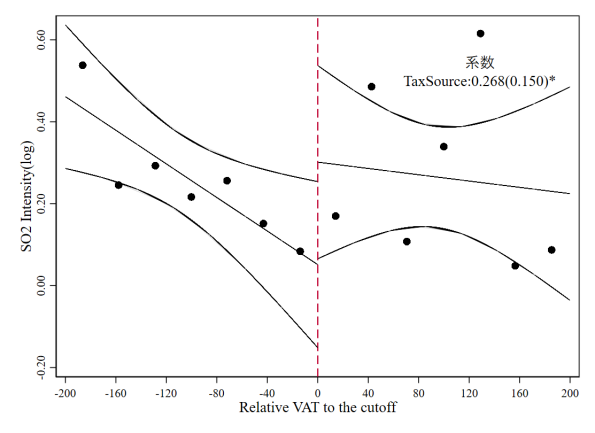 0.60
0.40
0.20
0.00
-0.20
SO2 Intensity(log)
系数
TaxSource:0.268(0.150)*
-200 -160 -120 -80 -40 0 40 80 120 160 200
Relative VAT to the cutoff